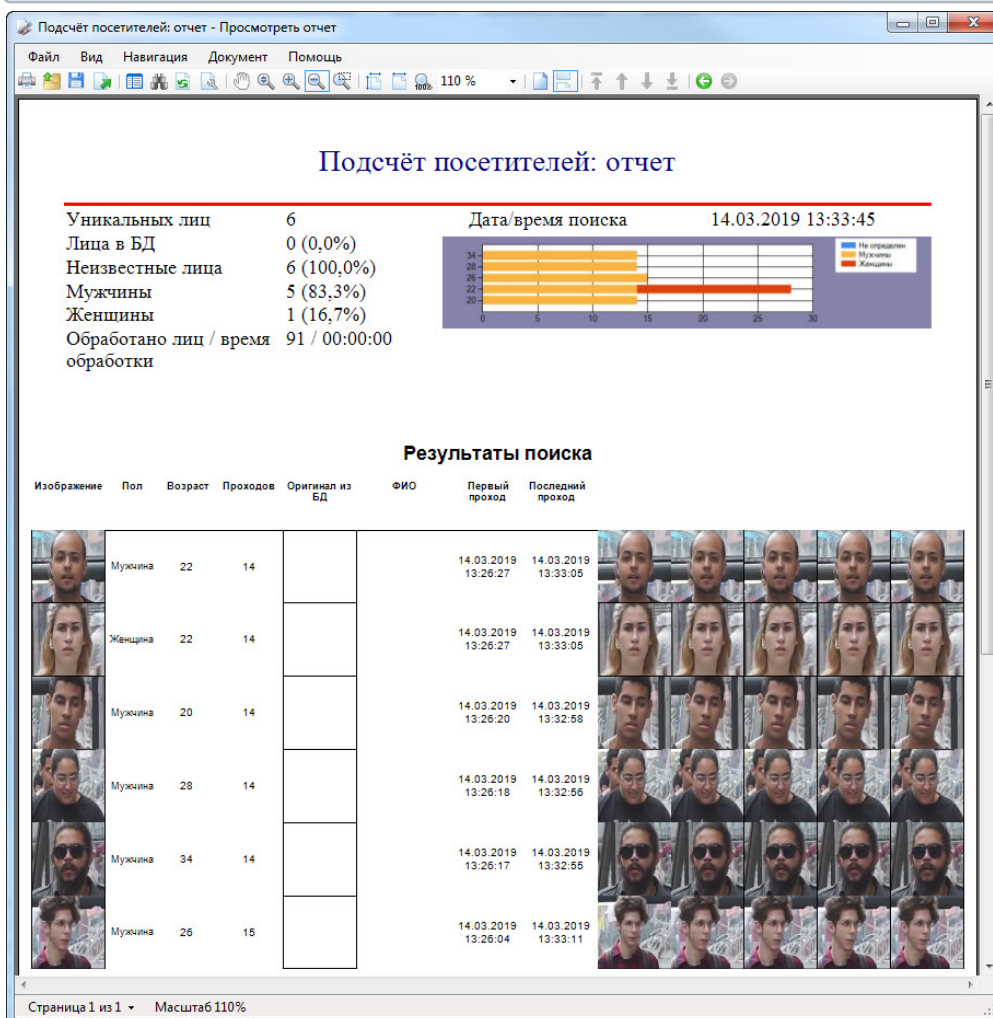 Подсчёт посетителей: отчет - Просмотреть отчет
Файл Вид Навигация Документ Помощь
100% 110 %
Подсчёт посетителей: отчет
Уникальных лиц 6 Дата/время поиска 14.03.2019 13:33:45
Лица в БД 0 (0,0%)
Неизвестные лица 6 (100,0%)
Мужчины 5 (83,3%)
Женщины 1 (16,7%)
Обработано лиц / время 91 / 00:00:00
обработки
Не определен
Мужчины
Женщины
34
28
26
22
20
0 5 10 15 20 25 30
Результаты поиска
Изображение Пол Возраст Проходов Оригинал из ФИО Первый Последний
БД проход проход
14.03.2019 14.03.2019
Мужчина 22 14
13:26:27 13:33:05
14.03.2019 14.03.2019
Женщина 22 14
13:26:27 13:33:05
14.03.2019 14.03.2019
Мужчина 20 14
13:26:20 13:32:58
14.03.2019 14.03.2019
Мужчина 28 14
13:26:18 13:32:56
14.03.2019 14.03.2019
Мужчина 34 14
13:26:17 13:32:55
14.03.2019 14.03.2019
Мужчина 26 15
13:26:04 13:33:11
Страница 1 из 1 Масштаб 110%